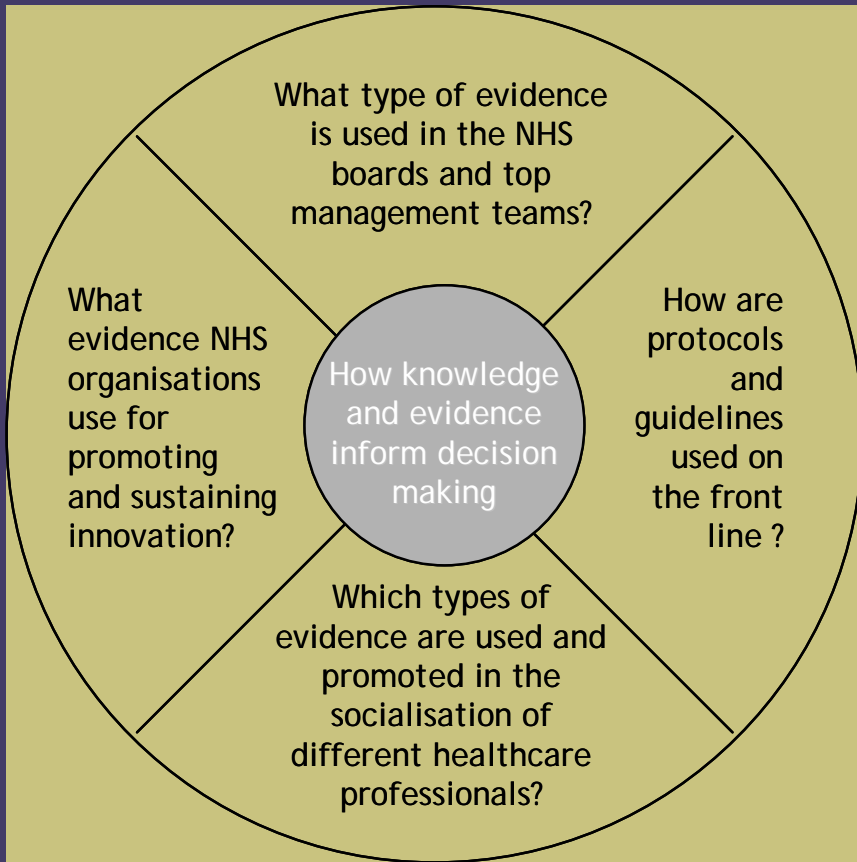 What type of evidence
is used in the NHS
boards and top
management teams?
What
evidence NHS
organisations
use for
promoting
and sustaining
innovation?
How knowledge
and evidence
inform decision
making
How are
protocols
and
guidelines
used on
the front
line ?
Which types of
evidence are used and
promoted in the
socialisation of
different healthcare
professionals?